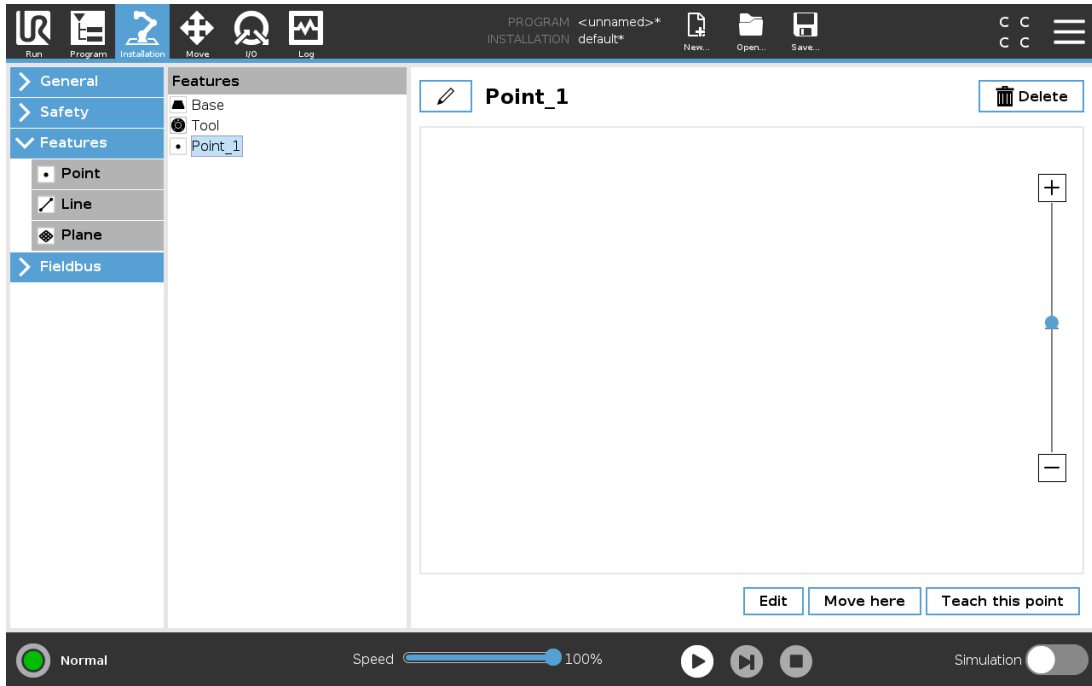 UR
Run
Program
Installation
Move
I/O
Log
PROGRAM <unnamed>*
INSTALLATION default*
New...
Open...
Save...
C C
C C
General
Safety
Features
Point
Line
Plane
Fieldbus
Features
Base
Tool
Point_1
Point_1
Delete
Edit
Move here
Teach this point
Normal
Speed
100%
Simulation